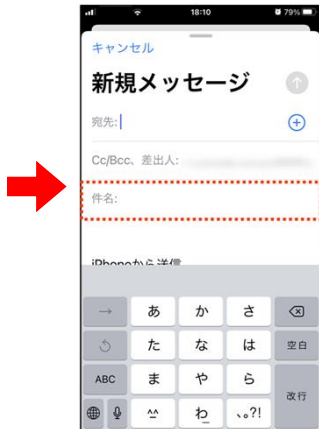 18:10 79%
キャンセル
新規メッセージ
宛先:
Cc/Bcc、差出人:
件名:
iPhoneから送信
→ あ か さ
た な は 空白
ABC ま や ら 改行
^^ わ 、。?!